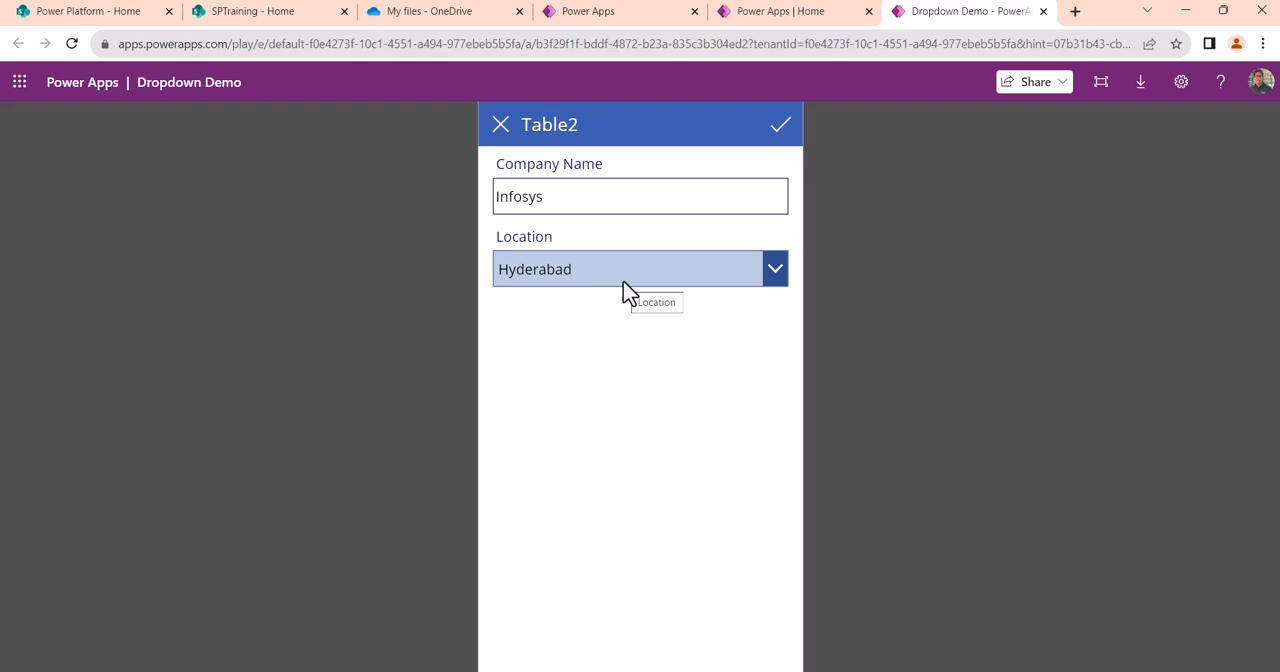 Power Platform - Home
SPTraining - Home
My files - OneDrive
Power Apps
Power Apps | Home
Dropdown Demo - PowerA
apps.powerapps.com/play/e/default-f0e4273f-10c1-4551-a494-977ebeb5b5fa/a/b3f29f1f-bddf-4872-b23a-835c3b304ed2?tenantId=f0e4273f-10c1-4551-a494-977ebeb5b5fa&hint=07b31b43-cb...
Power Apps | Dropdown Demo
Share
?
Table2
Company Name
Infosys
Location
Hyderabad
Location